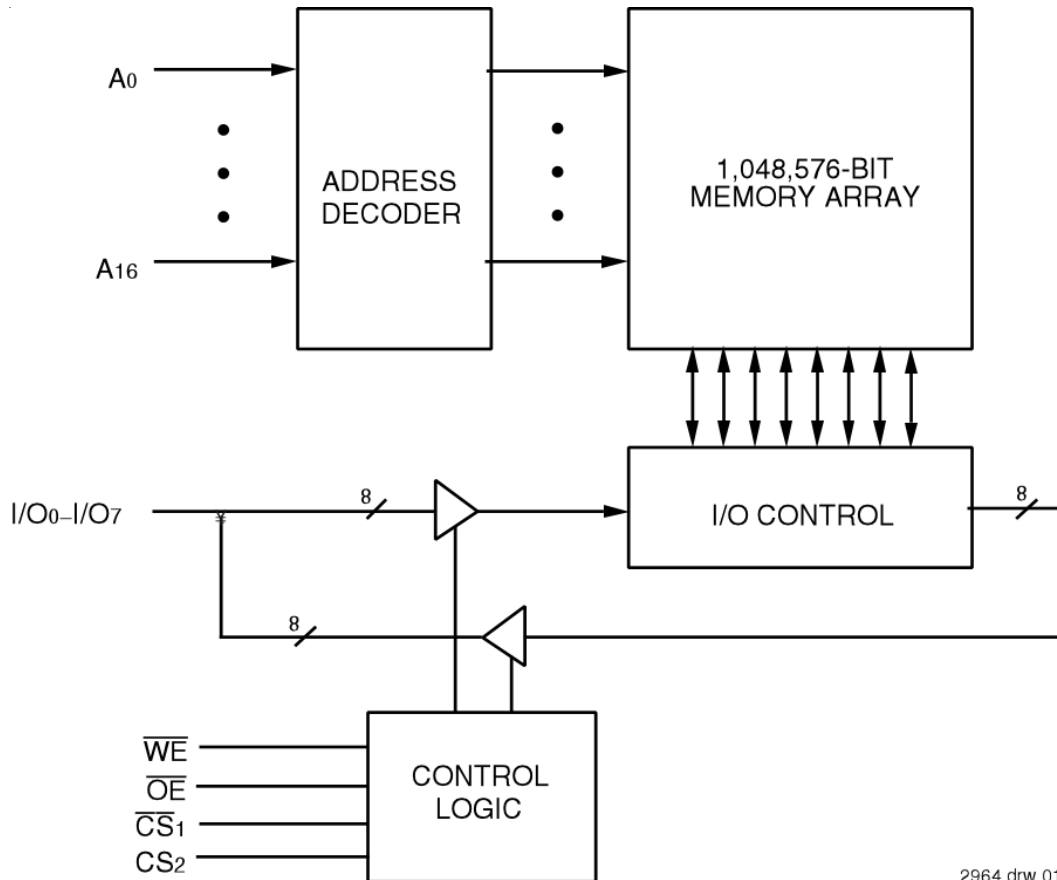 A0
ADDRESS
DECODER
1,048,576-BIT
MEMORY ARRAY
A16
I/O0–I/O7
8
I/O CONTROL
8
8
WE
OE
CS1
CS2
CONTROL
LOGIC
2964 drw 01